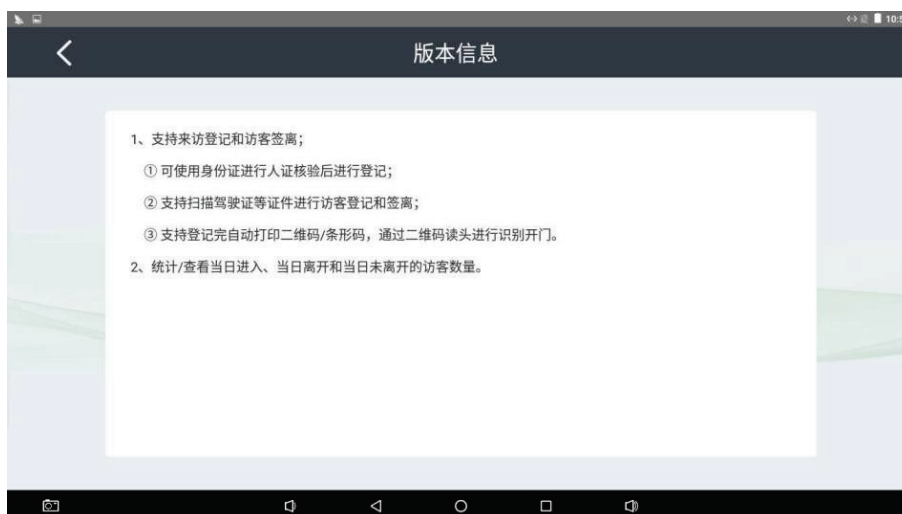 版本信息
1、支持来访登记和访客签离；
① 可使用身份证进行人证核验后进行登记；
② 支持扫描驾驶证等证件进行访客登记和签离；
③ 支持登记完自动打印二维码/条形码，通过二维码读头进行识别开门。
2、统计/查看当日进入、当日离开和当日未离开的访客数量。